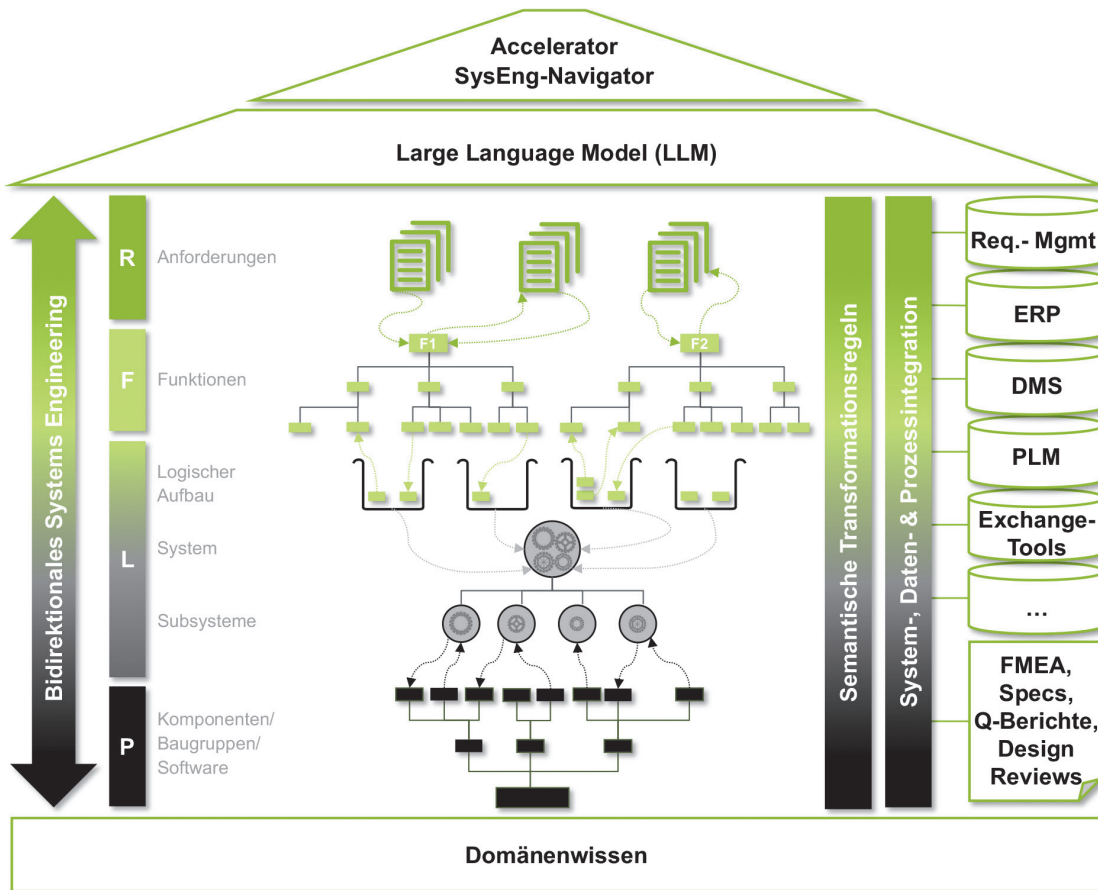 Accelerator
SysEng-Navigator
Large Language Model (LLM)
Bidirektionales Systems Engineering
R
Anforderungen
F
Funktionen
L
Logischer
Aufbau
System
Subsysteme
P
Komponenten/
Baugruppen/
Software
F1
F2
Semantische Transformationsregeln
System-, Daten- & Prozessintegration
Req.- Mgmt
ERP
DMS
PLM
Exchange-
Tools
...
FMEA,
Specs,
Q-Berichte,
Design
Reviews
Domänenwissen